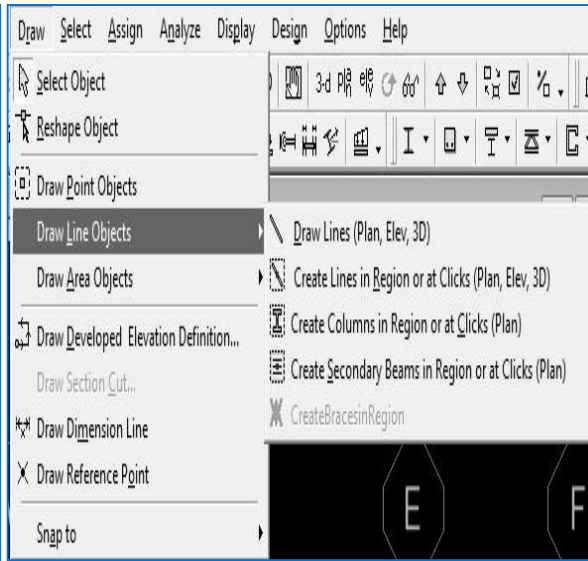 Draw Select Assign Analyze Display Design Options Help
Select Object
Reshape Object
Draw Point Objects
Draw Line Objects
Draw Area Objects
Draw Developed Elevation Definition...
Draw Section Cut...
Draw Dimension Line
Draw Reference Point
Snap to
3-d
Draw Lines (Plan, Elev, 3D)
Create Lines in Region or at Clicks (Plan, Elev, 3D)
Create Columns in Region or at Clicks (Plan)
Create Secondary Beams in Region or at Clicks (Plan)
CreateBracesinRegion
E F